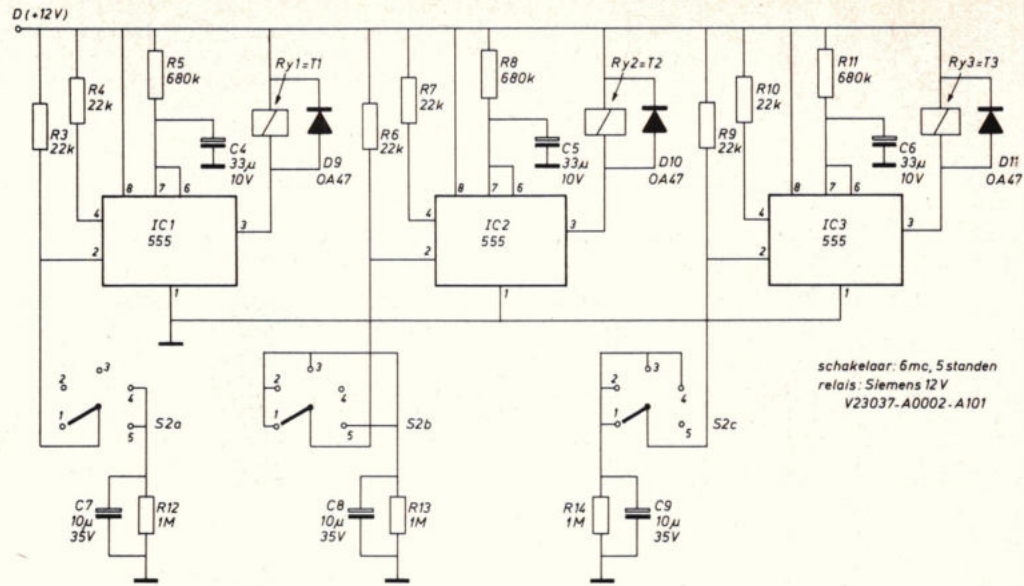 D (+12V)
R5
680k
Ry1=T1
R4
22k
R3
22k
C4
33µ
10V
D9
OA47
8
7
6
4
IC1
555
3
2
1
R8
680k
Ry2=T2
R7
22k
R6
22k
C5
33µ
10V
D10
OA47
8
7
6
4
IC2
555
3
2
1
R11
680k
Ry3=T3
R10
22k
R9
22k
C6
33µ
10V
D11
OA47
8
7
6
4
IC3
555
3
2
1
schakelaar: 6mc, 5 standen
relais: Siemens 12V
V23037-A0002-A101
3
2
4
1
5
S2a
3
2
4
1
5
S2b
3
2
4
1
5
S2c
C7
10µ
35V
R12
1M
C8
10µ
35V
R13
1M
R14
1M
C9
10µ
35V